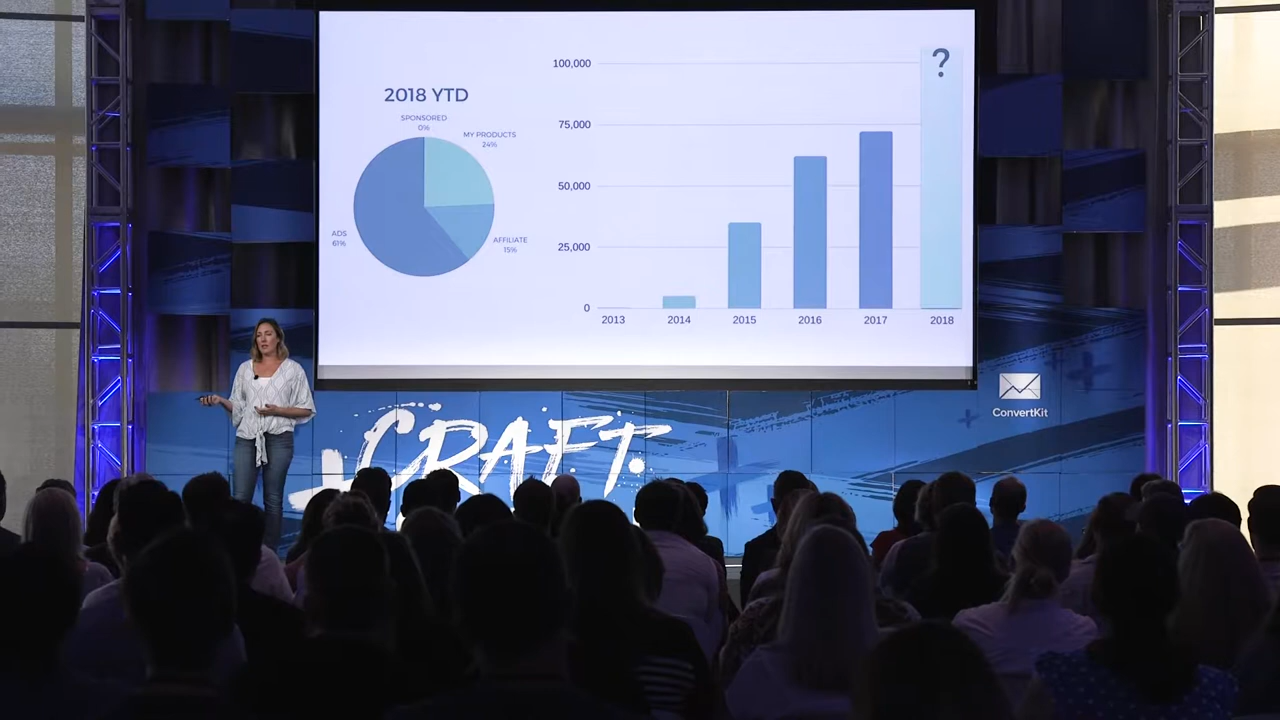 2018 YTD
SPONSORED
0%
MY PRODUCTS
24%
ADS
61%
AFFILIATE
15%
100,000
75,000
50,000
25,000
0
?
2013 2014 2015 2016 2017 2018
ConvertKit
CRAFT.